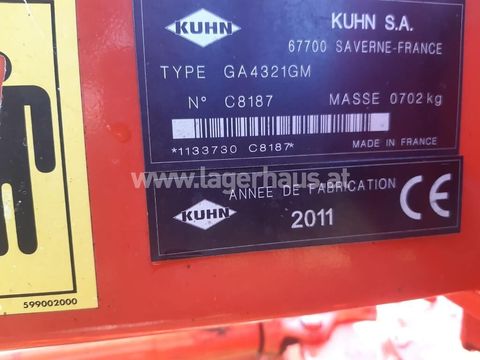 KUHN
KUHN S.A.
67700 SAVERNE-FRANCE
TYPE GA4321GM
N° C8187 MASSE 0702 kg
*1133730 C8187*
MADE IN FRANCE
www.lagerhaus.at
KUHN
ANNÉE DE FABRICATION
2011
CE
599002000